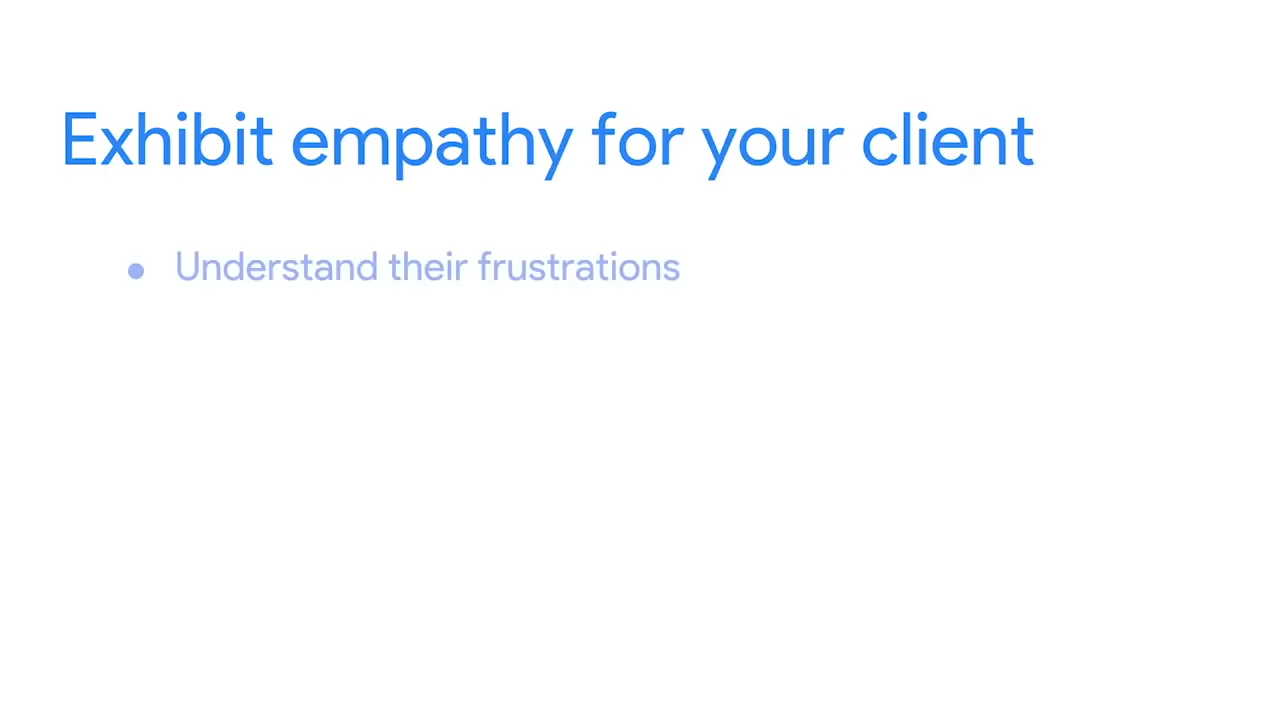 Exhibit empathy for your client
● Understand their frustrations